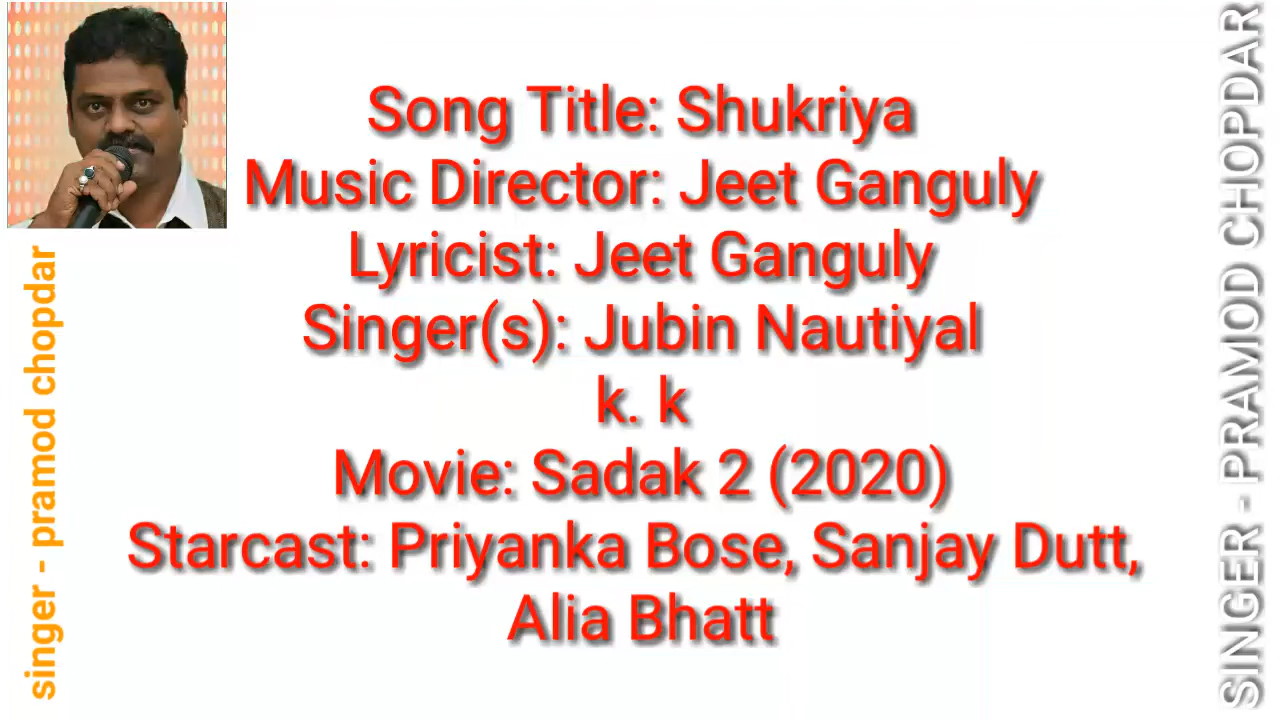 Song Title: Shukriya
Music Director: Jeet Ganguly
Lyricist: Jeet Ganguly
Singer(s): Jubin Nautiyal
k. k
Movie: Sadak 2 (2020)
Starcast: Priyanka Bose, Sanjay Dutt,
Alia Bhatt
singer - pramod chopdar
SINGER - PRAMOD CHOPDAR